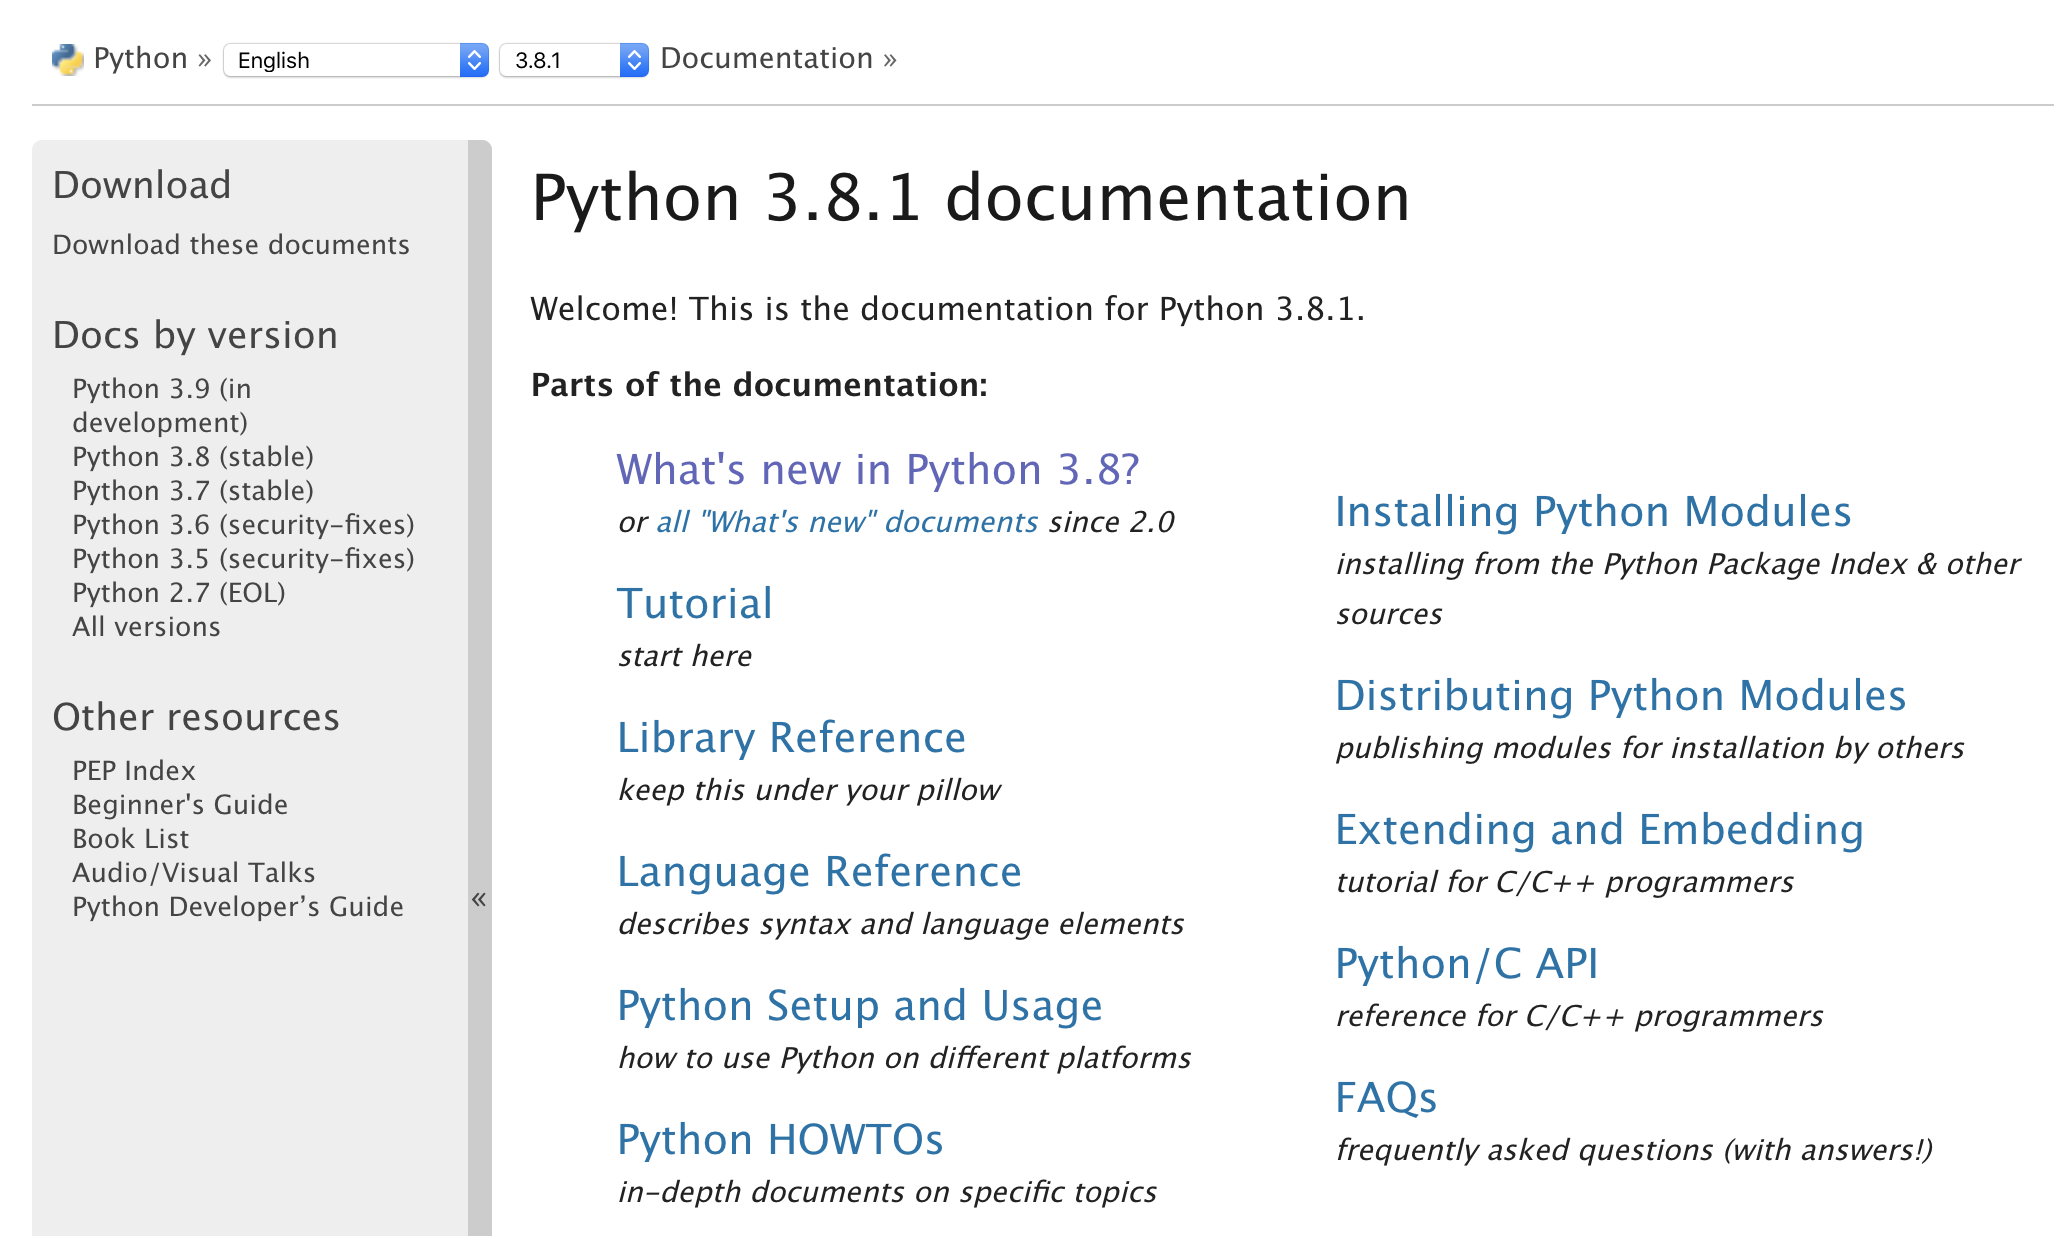 Python » English 3.8.1 Documentation »
Download
Download these documents
Docs by version
Python 3.9 (in
development)
Python 3.8 (stable)
Python 3.7 (stable)
Python 3.6 (security-fixes)
Python 3.5 (security-fixes)
Python 2.7 (EOL)
All versions
Other resources
PEP Index
Beginner's Guide
Book List
Audio/Visual Talks
Python Developer’s Guide
«
Python 3.8.1 documentation
Welcome! This is the documentation for Python 3.8.1.
Parts of the documentation:
What's new in Python 3.8?
or all "What's new" documents since 2.0
Tutorial
start here
Library Reference
keep this under your pillow
Language Reference
describes syntax and language elements
Python Setup and Usage
how to use Python on different platforms
Python HOWTOs
in-depth documents on specific topics
Installing Python Modules
installing from the Python Package Index & other
sources
Distributing Python Modules
publishing modules for installation by others
Extending and Embedding
tutorial for C/C++ programmers
Python/C API
reference for C/C++ programmers
FAQs
frequently asked questions (with answers!)